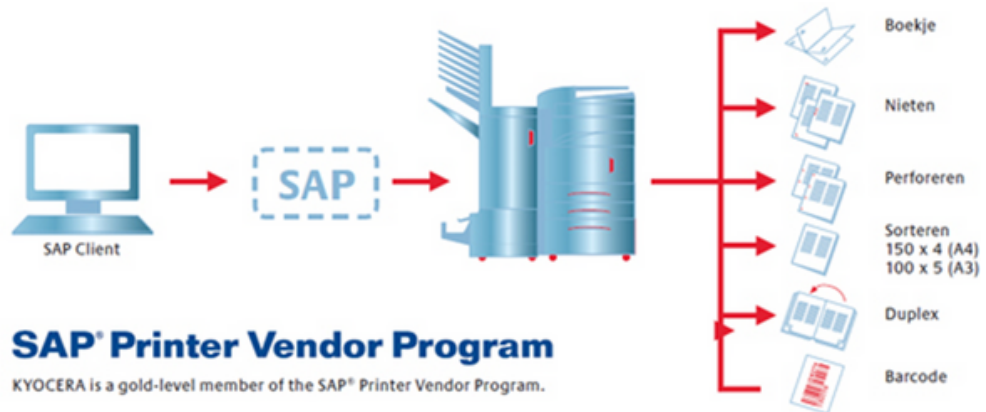 SAP Client
SAP
Boekje
Nieten
Perforeren
Sorteren
150 x 4 (A4)
100 x 5 (A3)
Duplex
Barcode
SAP® Printer Vendor Program
KYOCERA is a gold-level member of the SAP® Printer Vendor Program.